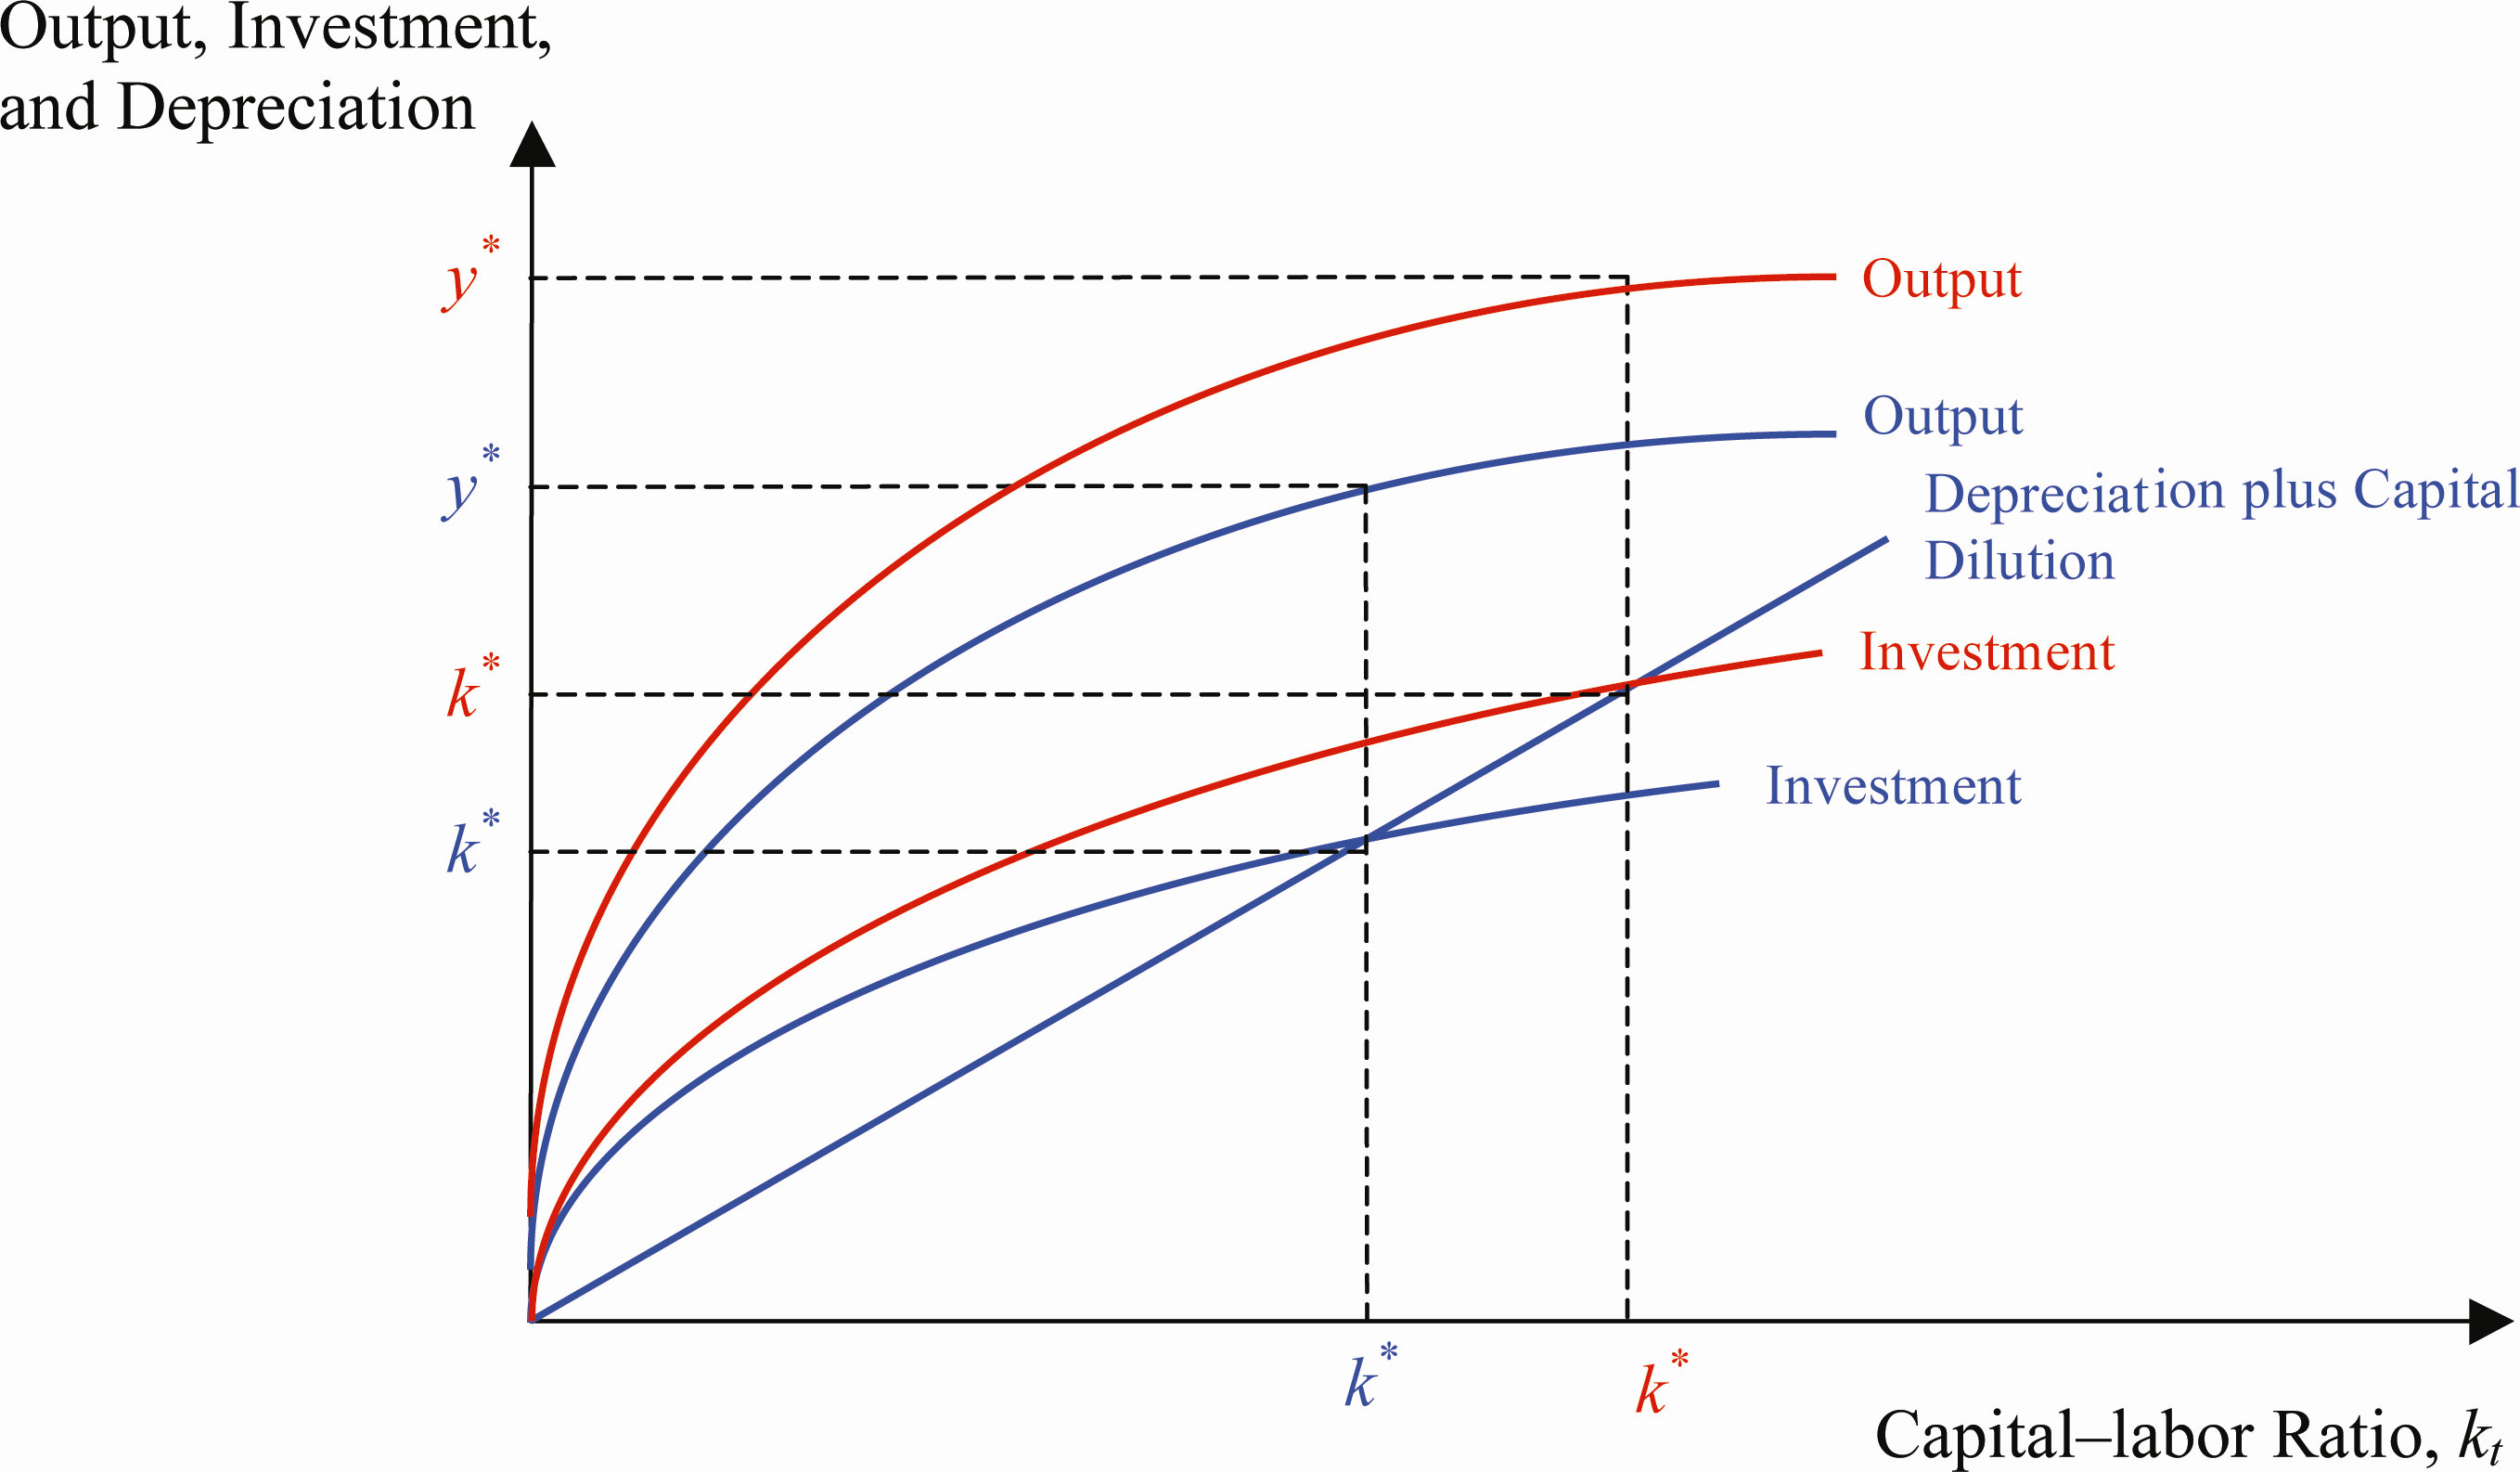 Output, Investment,
and Depreciation
y*
Output
Output
y*
Depreciation plus Capital
Dilution
k*
Investment
Investment
k*
k*
k*
Capital–labor Ratio, kt